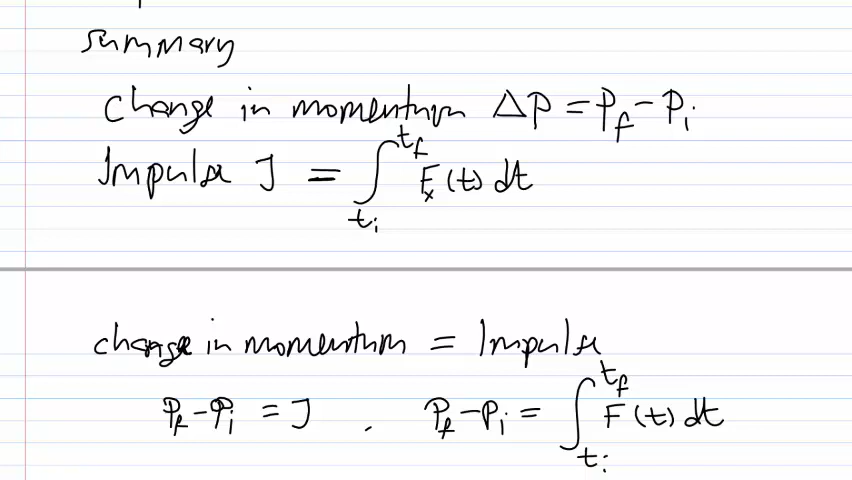 summary
change in momentum ΔP = P_f - P_i
Impulse J = ∫_{t_i}^{t_f} F_x (t) dt
change in momentum = Impulse
P_f - P_i = J , P_f - P_i = ∫_{t_i}^{t_f} F (t) dt